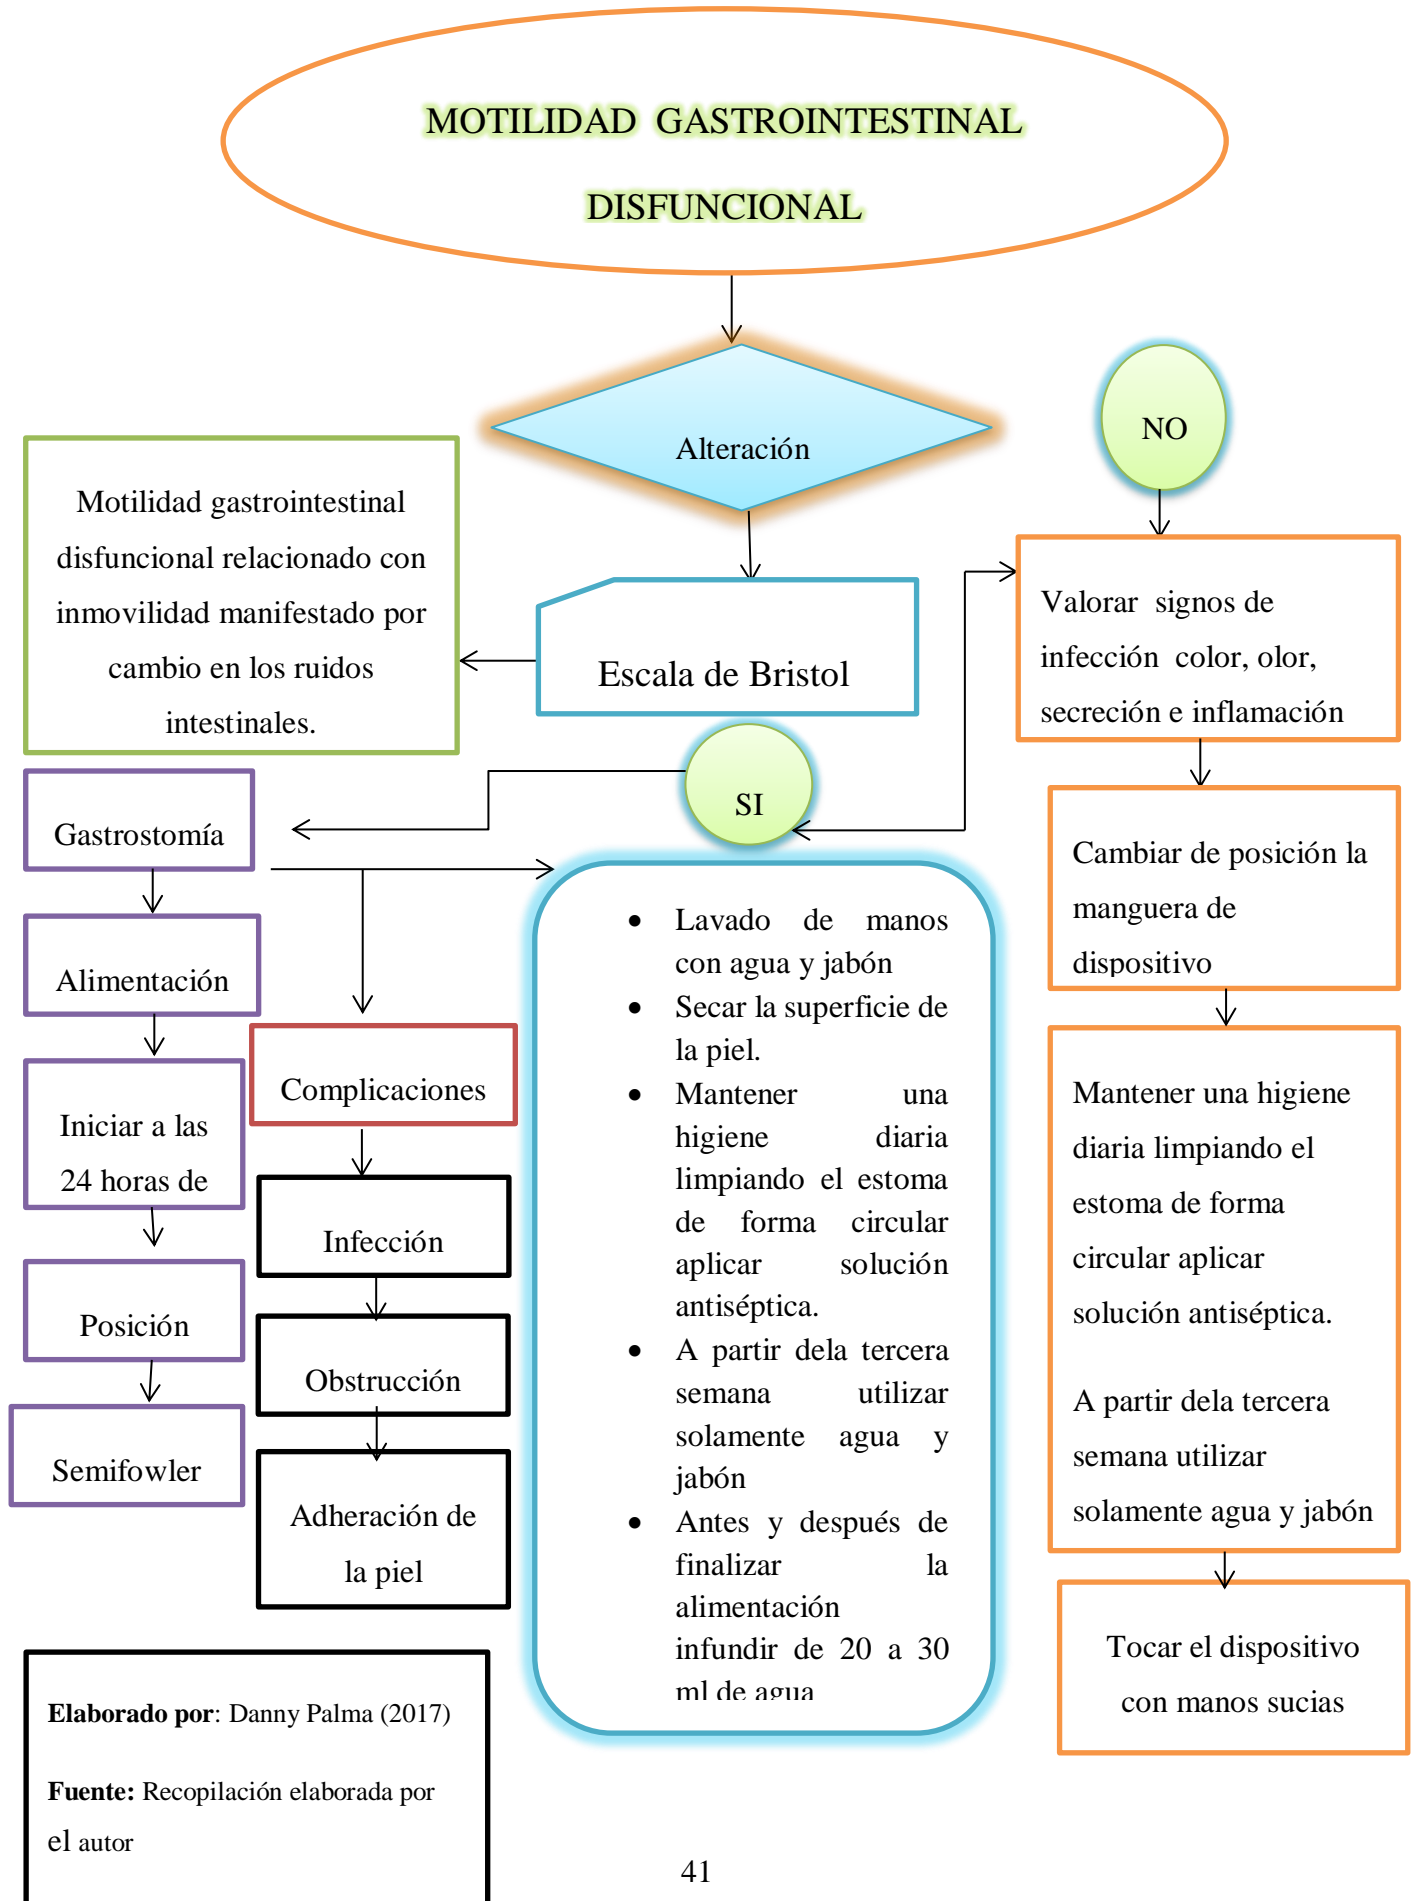 MOTILIDAD GASTROINTESTINAL
DISFUNCIONAL
Alteración
NO
Motilidad gastrointestinal
disfuncional relacionado con
inmovilidad manifestado por
cambio en los ruidos
intestinales.
Escala de Bristol
Valorar signos de
infección color, olor,
secreción e inflamación
SI
Gastrostomía
Alimentación
Iniciar a las
24 horas de
Posición
Semifowler
Complicaciones
Infección
Obstrucción
Adheración de
la piel
• Lavado de manos
con agua y jabón
• Secar la superficie de
la piel.
• Mantener una
higiene diaria
limpiando el estoma
de forma circular
aplicar solución
antiséptica.
• A partir dela tercera
semana utilizar
solamente agua y
jabón
• Antes y después de
finalizar la
alimentación
infundir de 20 a 30
ml de agua
Cambiar de posición la
manguera de
dispositivo
Mantener una higiene
diaria limpiando el
estoma de forma
circular aplicar
solución antiséptica.
A partir dela tercera
semana utilizar
solamente agua y jabón
Tocar el dispositivo
con manos sucias
Elaborado por: Danny Palma (2017)
Fuente: Recopilación elaborada por
el autor
41